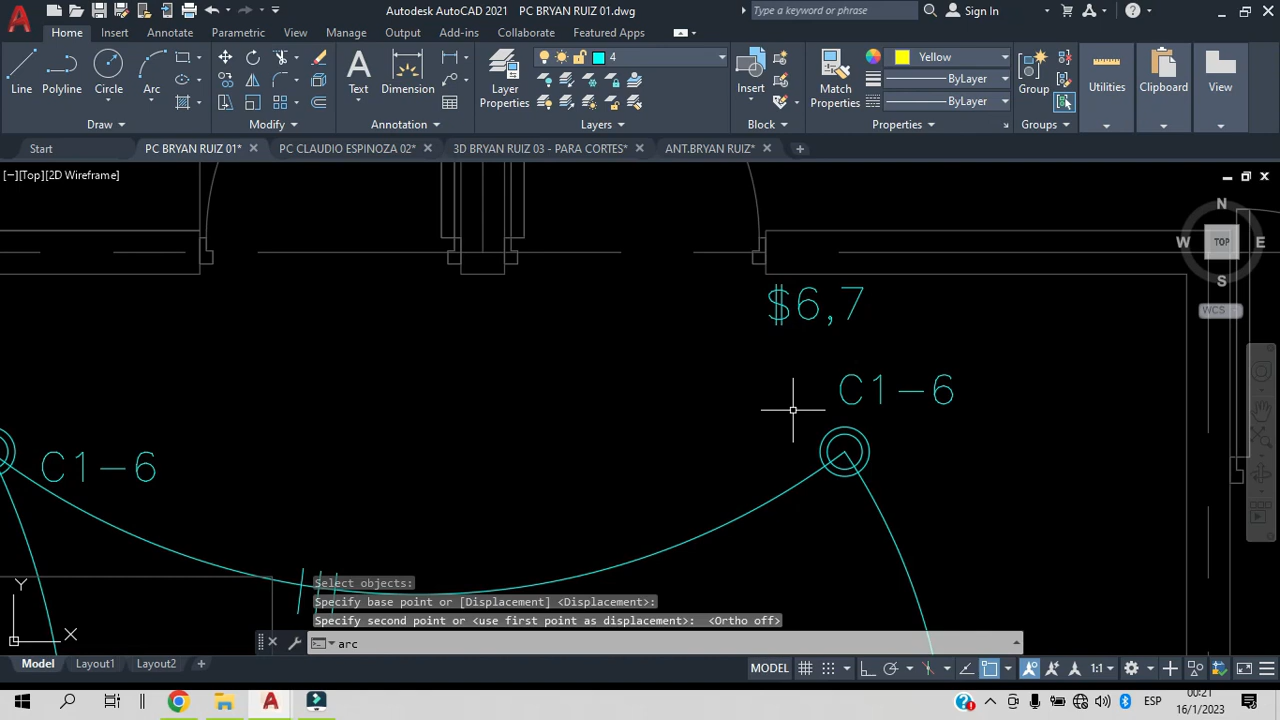 Autodesk AutoCAD 2021 PC BRYAN RUIZ 01.dwg
Type a keyword or phrase
Sign In
Home Insert Annotate Parametric View Manage Output Add-ins Collaborate Featured Apps
4
Yellow
ByLayer
ByLayer
Line Polyline Circle Arc
Text Dimension
Layer
Properties
Insert
Match
Properties
Group
Utilities
Clipboard
View
Draw Modify Annotation Layers Block Properties Groups
Start PC BRYAN RUIZ 01* PC CLAUDIO ESPINOZA 02* 3D BRYAN RUIZ 03 - PARA CORTES* ANT.BRYAN RUIZ*
[−][Top][2D Wireframe]
N
W TOP E
S
WCS
$6,7
C1-6
C1-6
Y
X
Select objects:
Specify base point or [Displacement] <Displacement>:
Specify second point or <use first point as displacement>: <Ortho off>
arc
Model Layout1 Layout2
MODEL
1:1
ESP
00:21
16/1/2023